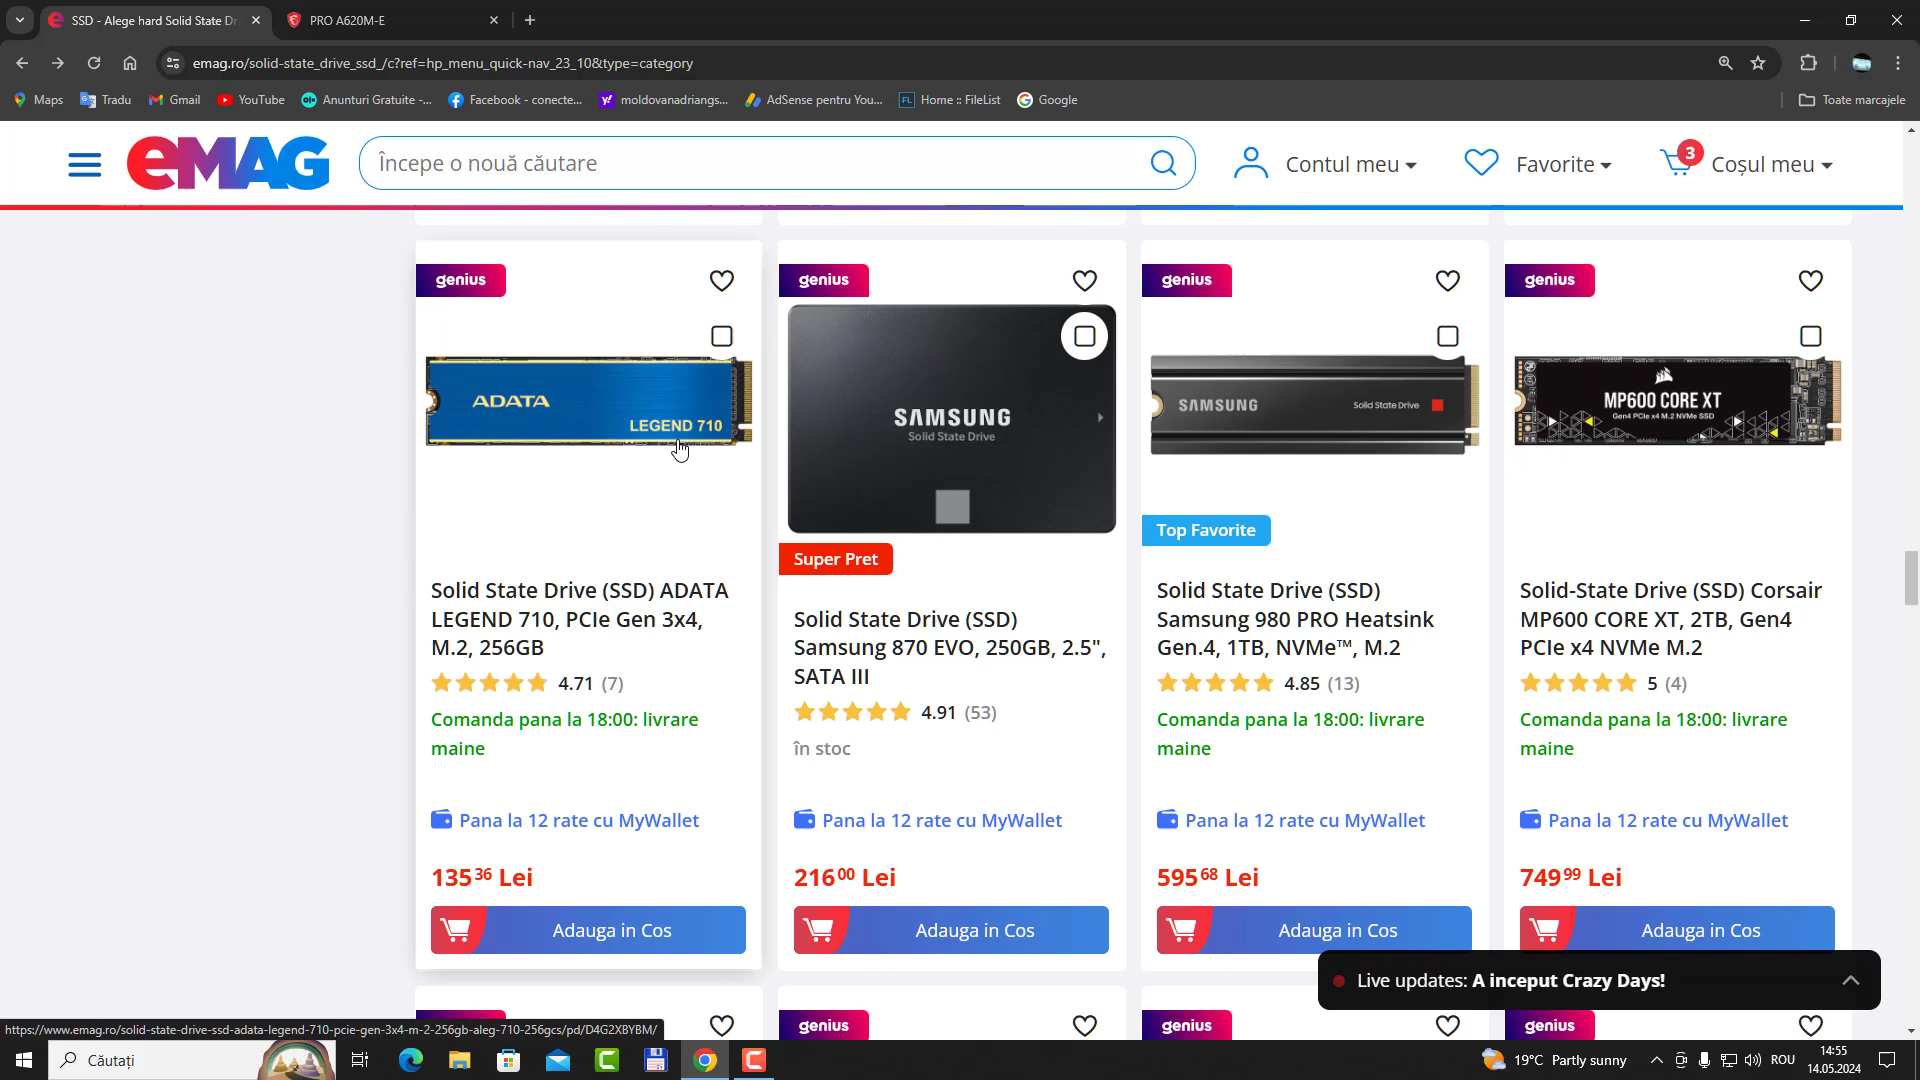 SSD - Alege hard Solid State Dr
PRO A620M-E
emag.ro/solid-state_drive_ssd_/c?ref=hp_menu_quick-nav_23_10&type=category
Maps
Tradu
Gmail
YouTube
Anunturi Gratuite -...
Facebook - conecte...
moldovanadriangs...
AdSense pentru You...
FL
Home :: FileList
Google
Toate marcajele
eMAG
Începe o nouă căutare
Contul meu
Favorite
3
Coșul meu
genius
genius
genius
genius
ADATA
LEGEND 710
SAMSUNG
Solid State Drive
SAMSUNG
Solid State Drive
MP600 CORE XT
Gen4 PCIe x4 M.2 NVMe SSD
Super Pret
Top Favorite
Solid State Drive (SSD) ADATA
LEGEND 710, PCIe Gen 3x4,
M.2, 256GB
4.71 (7)
Comanda pana la 18:00: livrare
maine
Pana la 12 rate cu MyWallet
135 36 Lei
Adauga in Cos
Solid State Drive (SSD)
Samsung 870 EVO, 250GB, 2.5",
SATA III
4.91 (53)
în stoc
Pana la 12 rate cu MyWallet
216 00 Lei
Adauga in Cos
Solid State Drive (SSD)
Samsung 980 PRO Heatsink
Gen.4, 1TB, NVMe™, M.2
4.85 (13)
Comanda pana la 18:00: livrare
maine
Pana la 12 rate cu MyWallet
595 68 Lei
Adauga in Cos
Solid-State Drive (SSD) Corsair
MP600 CORE XT, 2TB, Gen4
PCIe x4 NVMe M.2
5 (4)
Comanda pana la 18:00: livrare
maine
Pana la 12 rate cu MyWallet
749 99 Lei
Adauga in Cos
Live updates: A inceput Crazy Days!
genius
genius
genius
https://www.emag.ro/solid-state-drive-ssd-adata-legend-710-pcie-gen-3x4-m-2-256gb-aleg-710-256gcs/pd/D4G2XBYBM/
Căutați
19°C Partly sunny
ROU
14:55
14.05.2024